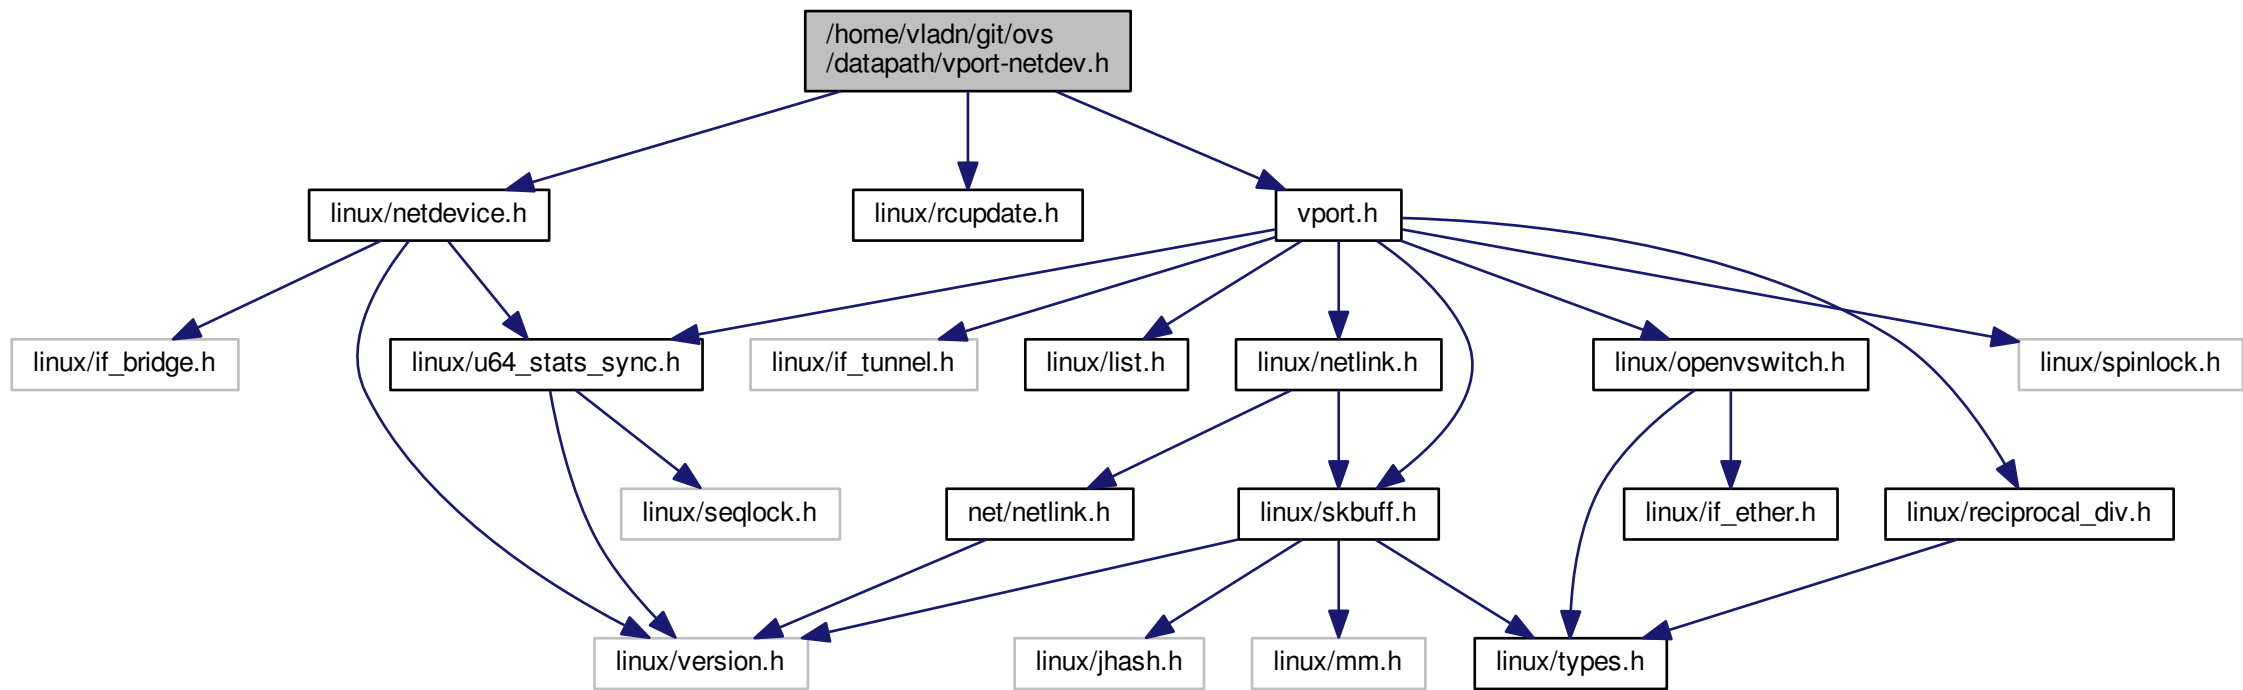 /home/vladn/git/ovs
/datapath/vport-netdev.h
linux/netdevice.h
linux/rcupdate.h
vport.h
linux/if_bridge.h
linux/u64_stats_sync.h
linux/if_tunnel.h
linux/list.h
linux/netlink.h
linux/openvswitch.h
linux/spinlock.h
linux/seqlock.h
net/netlink.h
linux/skbuff.h
linux/if_ether.h
linux/reciprocal_div.h
linux/version.h
linux/jhash.h
linux/mm.h
linux/types.h